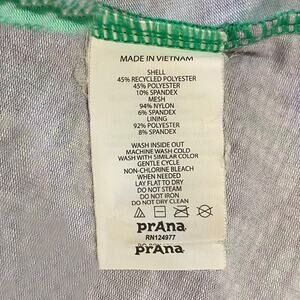 MADE IN VIETNAM
SHELL
45% RECYCLED POLYESTER
45% POLYESTER
10% SPANDEX
MESH
94% NYLON
6% SPANDEX
LINING
92% POLYESTER
8% SPANDEX
WASH INSIDE OUT
MACHINE WASH COLD
WASH WITH SIMILAR COLOR
GENTLE CYCLE
NON-CHLORINE BLEACH
WHEN NEEDED
LAY FLAT TO DRY
DO NOT STEAM
DO NOT IRON
DO NOT DRY CLEAN
prAna
RN124977
prAna